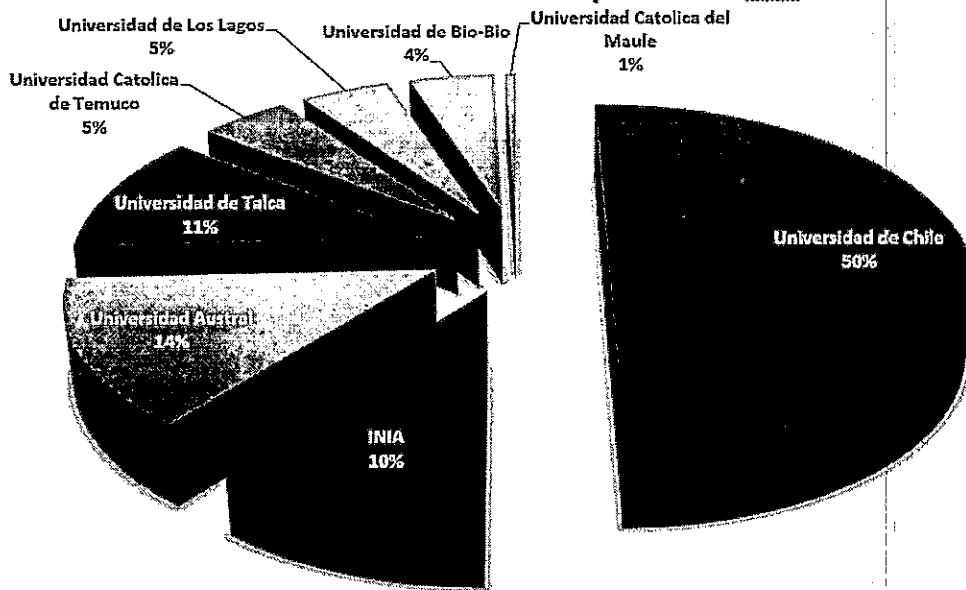 Universidad de Los Lagos
5%
Universidad de Bio-Bio
4%
Universidad Catolica del
Maule
1%
Universidad Catolica
de Temuco
5%
Universidad de Talca
11%
Universidad de Chile
50%
Universidad Austral
14%
INIA
10%